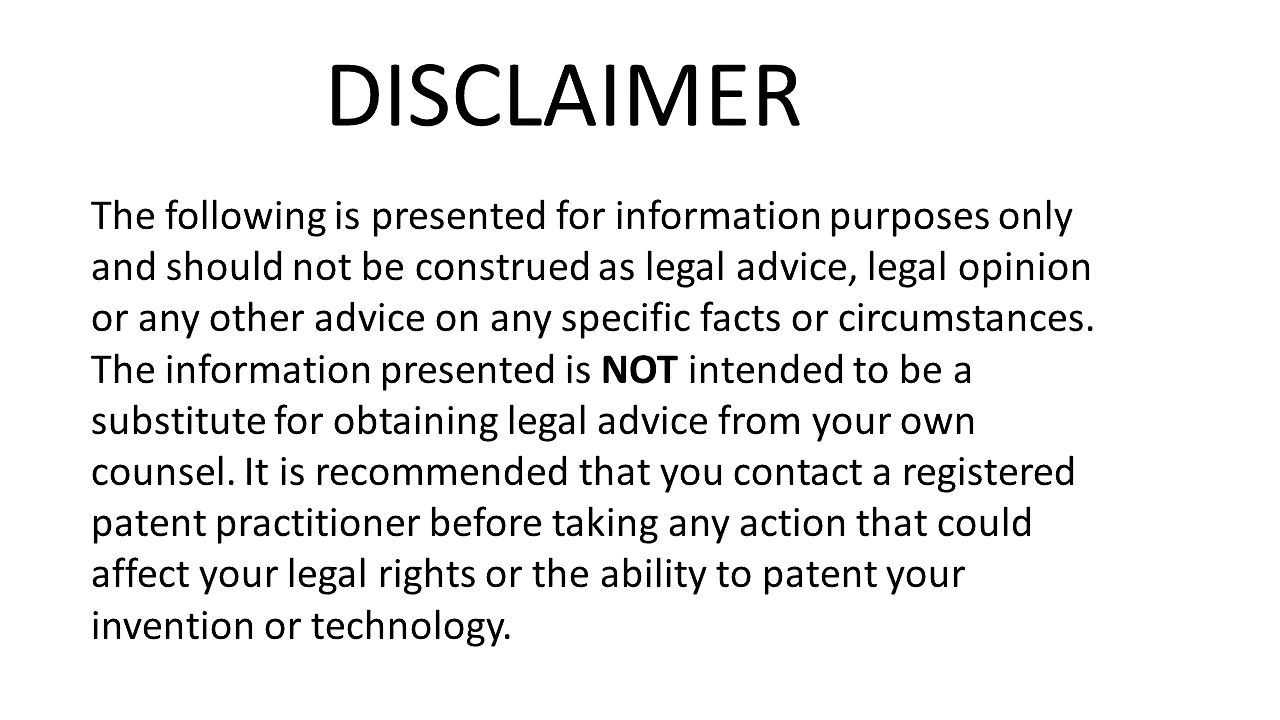 DISCLAIMER
The following is presented for information purposes only
and should not be construed as legal advice, legal opinion
or any other advice on any specific facts or circumstances.
The information presented is NOT intended to be a
substitute for obtaining legal advice from your own
counsel. It is recommended that you contact a registered
patent practitioner before taking any action that could
affect your legal rights or the ability to patent your
invention or technology.